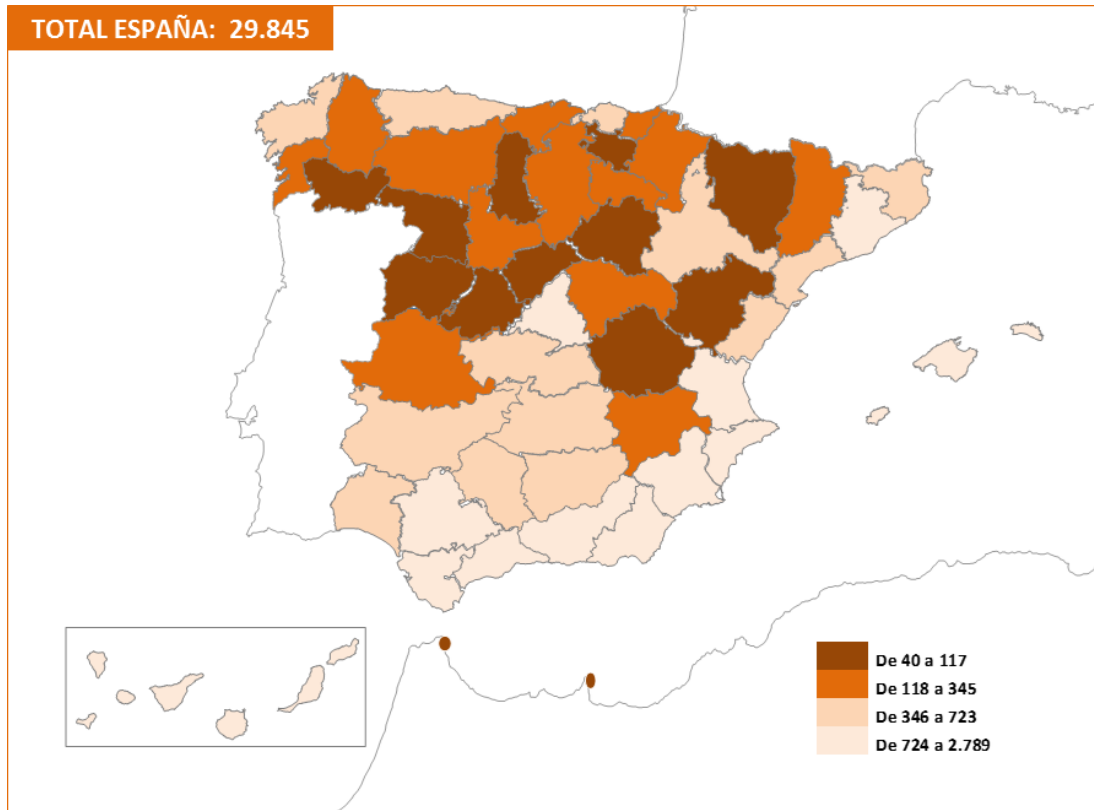 TOTAL ESPAÑA: 29.845
De 40 a 117
De 118 a 345
De 346 a 723
De 724 a 2.789